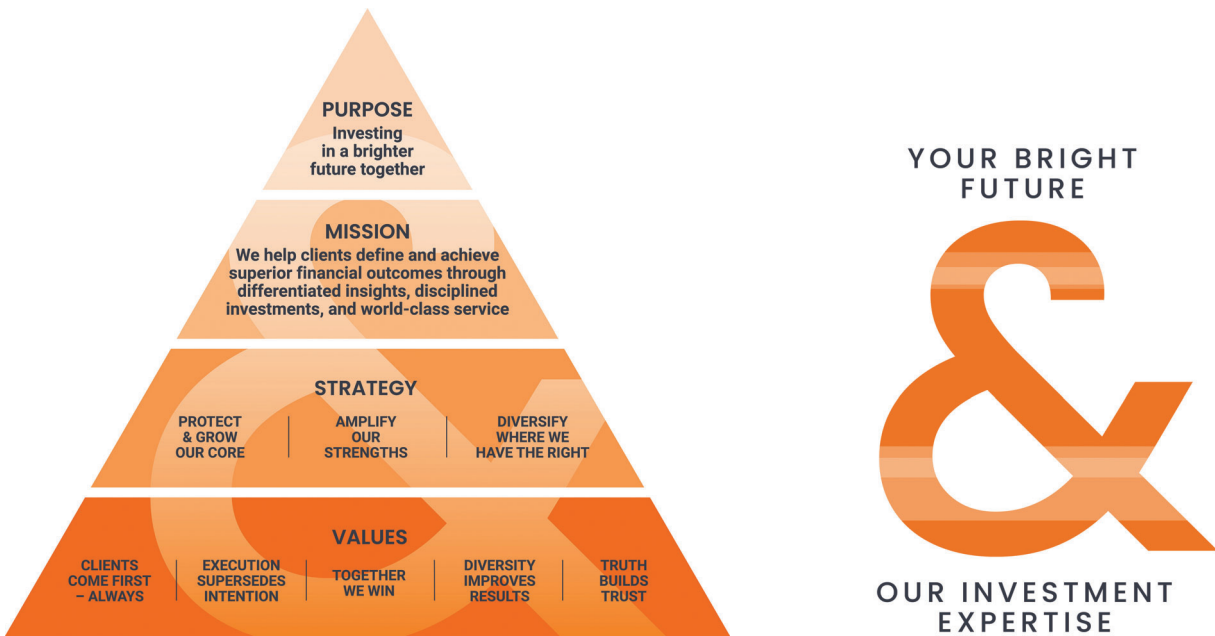 PURPOSE
Investing
in a brighter
future together
MISSION
We help clients define and achieve
superior financial outcomes through
differentiated insights, disciplined
investments, and world-class service
STRATEGY
PROTECT
& GROW
OUR CORE
AMPLIFY
OUR
STRENGTHS
DIVERSIFY
WHERE WE
HAVE THE RIGHT
VALUES
CLIENTS
COME FIRST
– ALWAYS
EXECUTION
SUPERSEDES
INTENTION
TOGETHER
WE WIN
DIVERSITY
IMPROVES
RESULTS
TRUTH
BUILDS
TRUST
YOUR BRIGHT
FUTURE
&
OUR INVESTMENT
EXPERTISE